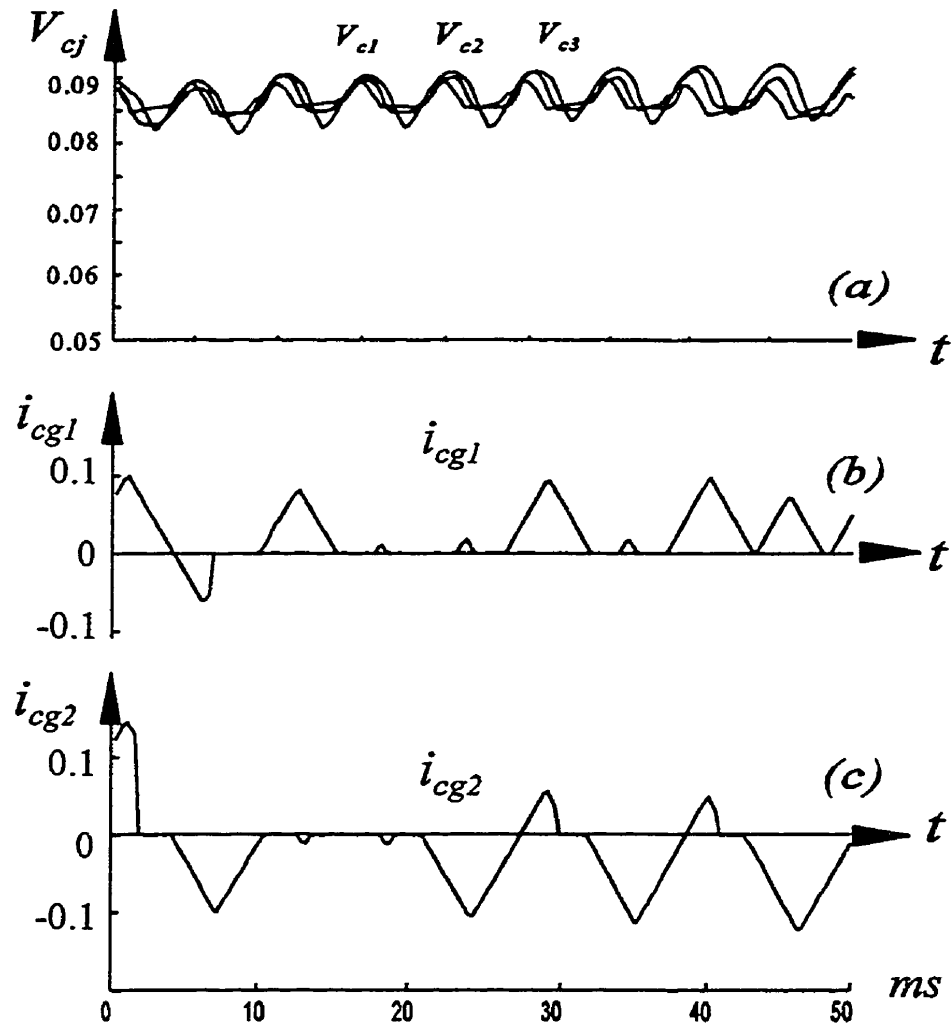 V_cj
V_c1 V_c2 V_c3
0.09
0.08
0.07
0.06
0.05
(a)
t
i_cg1
i_cg1
0.1
0
-0.1
(b)
t
i_cg2
i_cg2
0.1
0
-0.1
(c)
t
0 10 20 30 40 50
ms